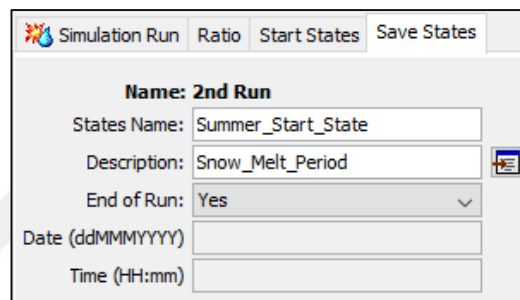 Simulation Run Ratio Start States Save States
Name: 2nd Run
States Name: Summer_Start_State
Description: Snow_Melt_Period
End of Run: Yes
Date (ddMMMYYYY)
Time (HH:mm)